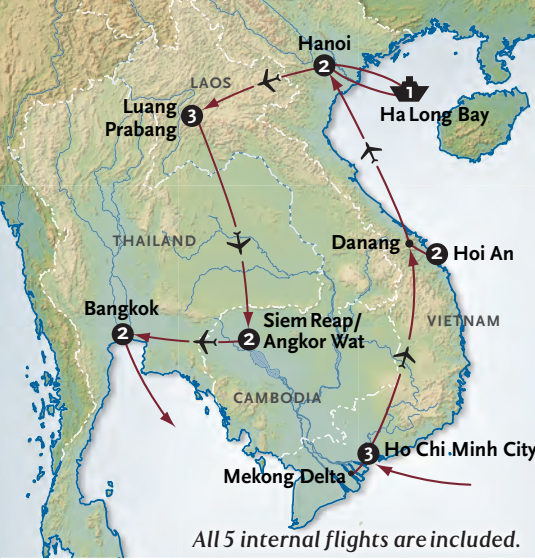 Hanoi
2
LAOS
1
Ha Long Bay
Luang
Prabang
3
THAILAND
Danang
2
Hoi An
Bangkok
2
Siem Reap/
Angkor Wat
2
VIETNAM
CAMBODIA
3
Ho Chi Minh City
Mekong Delta
All 5 internal flights are included.